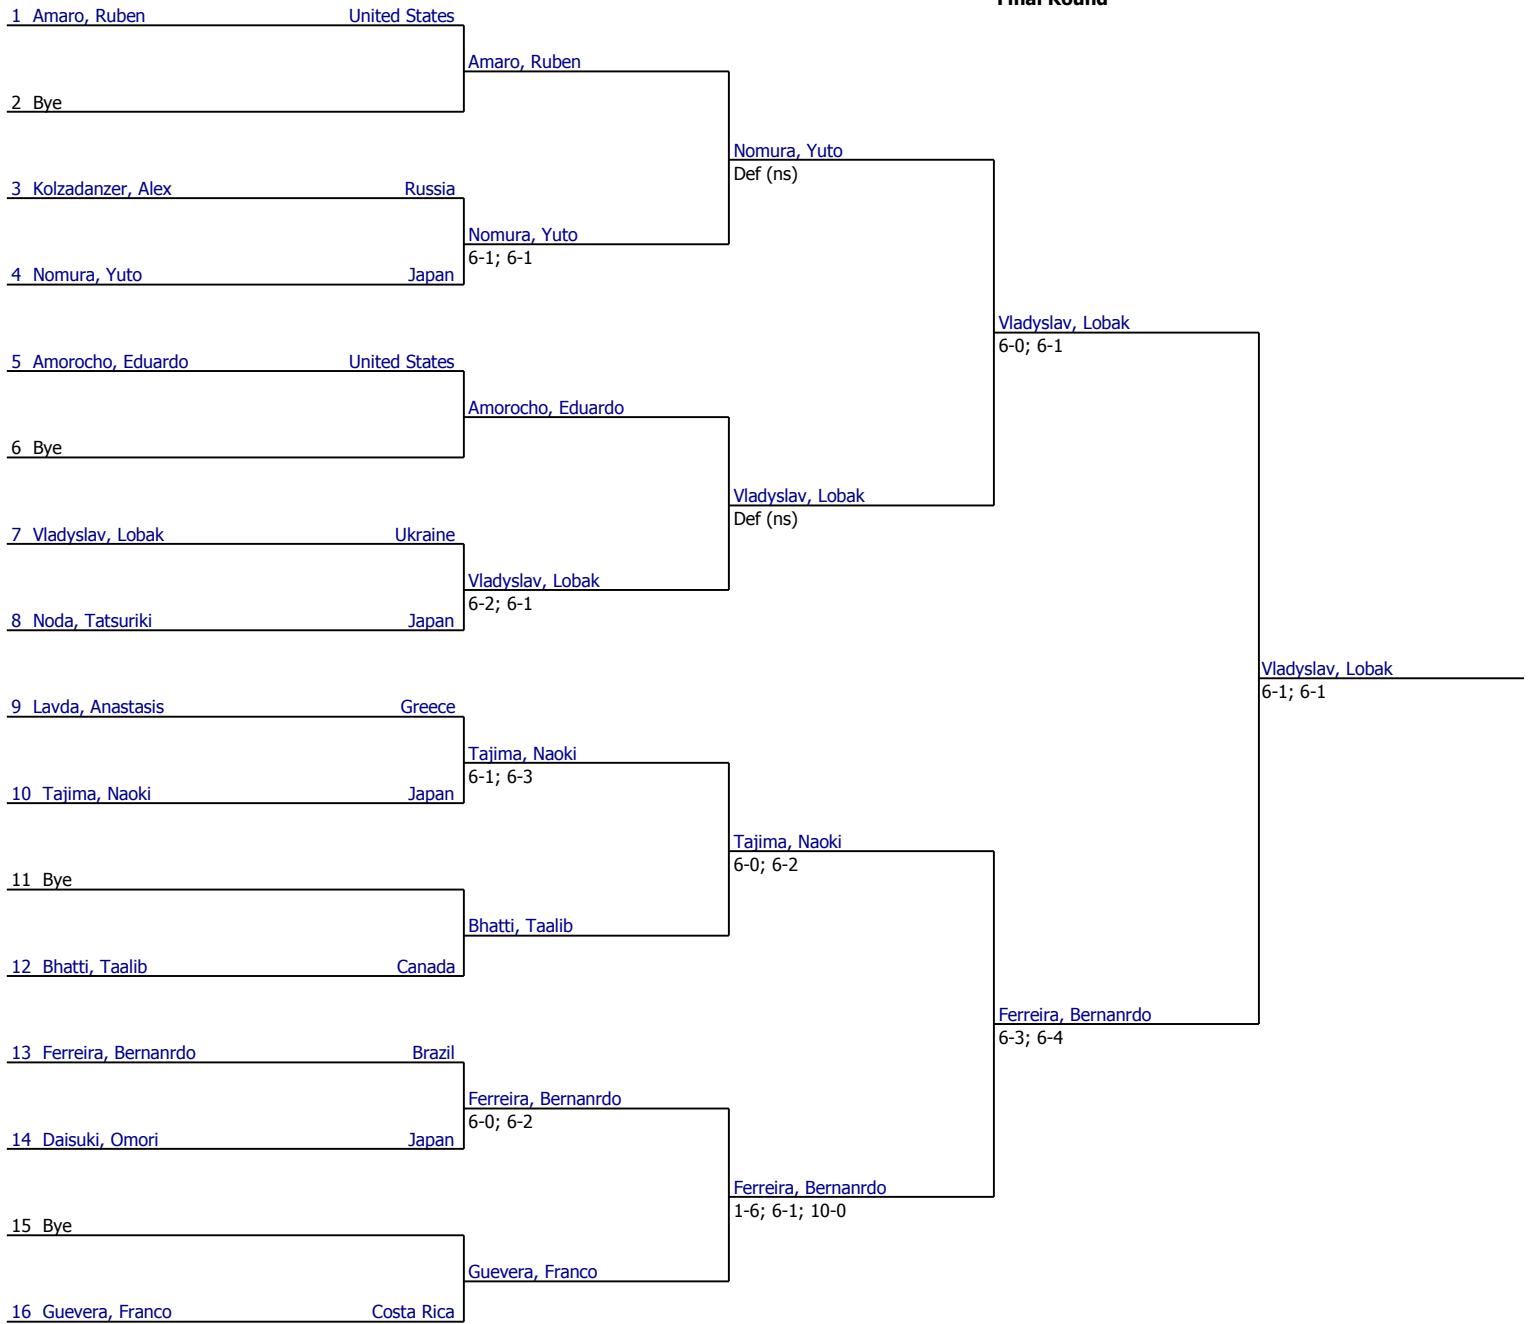 Final Round
1 Amaro, Ruben United States
Amaro, Ruben
2 Bye
Nomura, Yuto
Def (ns)
3 Kolzadanzer, Alex Russia
Nomura, Yuto
6-1; 6-1
4 Nomura, Yuto Japan
Vladyslav, Lobak
6-0; 6-1
5 Amorocho, Eduardo United States
Amorocho, Eduardo
6 Bye
Vladyslav, Lobak
Def (ns)
7 Vladyslav, Lobak Ukraine
Vladyslav, Lobak
6-2; 6-1
8 Noda, Tatsuriki Japan
Vladyslav, Lobak
6-1; 6-1
9 Lavda, Anastasis Greece
Tajima, Naoki
6-1; 6-3
10 Tajima, Naoki Japan
Tajima, Naoki
6-0; 6-2
11 Bye
Bhatti, Taalib
12 Bhatti, Taalib Canada
Ferreira, Bernanrdo
6-3; 6-4
13 Ferreira, Bernanrdo Brazil
Ferreira, Bernanrdo
6-0; 6-2
14 Daisuki, Omori Japan
Ferreira, Bernanrdo
1-6; 6-1; 10-0
15 Bye
Guevera, Franco
16 Guevera, Franco Costa Rica